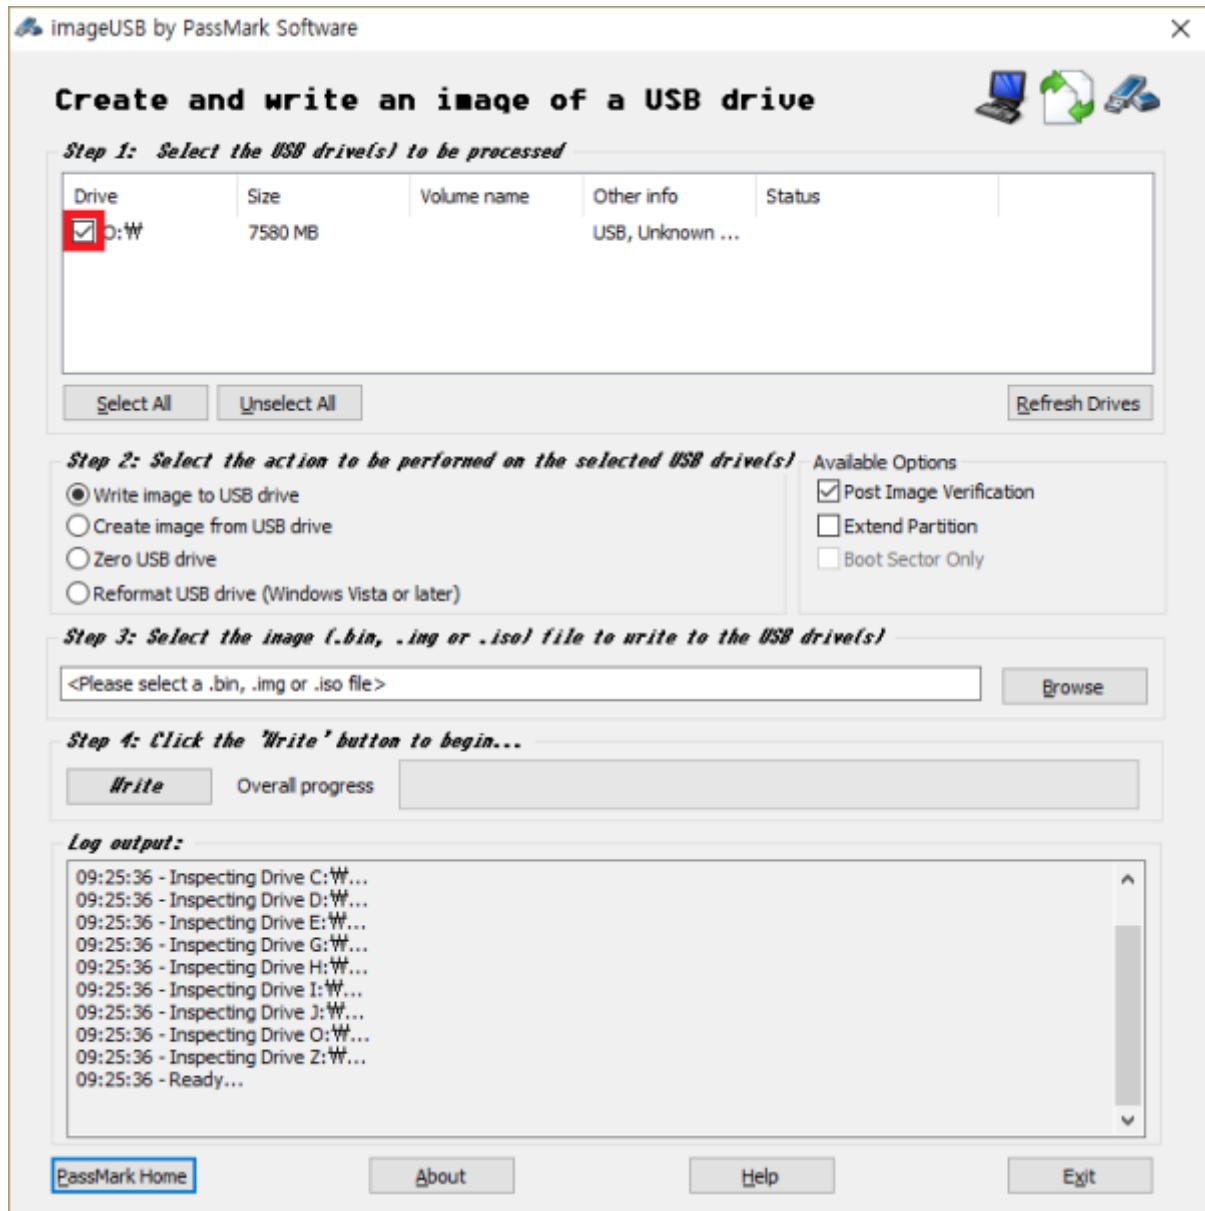 imageUSB by PassMark Software
Create and write an image of a USB drive
Step 1: Select the USB drive(s) to be processed
Drive Size Volume name Other info Status
O:₩ 7580 MB USB, Unknown ...
Select All Unselect All Refresh Drives
Step 2: Select the action to be performed on the selected USB drive(s) Available Options
Write image to USB drive Post Image Verification
Create image from USB drive Extend Partition
Zero USB drive Boot Sector Only
Reformat USB drive (Windows Vista or later)
Step 3: Select the image (.bin, .img or .iso) file to write to the USB drive(s)
<Please select a .bin, .img or .iso file> Browse
Step 4: Click the 'Write' button to begin...
Write Overall progress
Log output:
09:25:36 - Inspecting Drive C:₩...
09:25:36 - Inspecting Drive D:₩...
09:25:36 - Inspecting Drive E:₩...
09:25:36 - Inspecting Drive G:₩...
09:25:36 - Inspecting Drive H:₩...
09:25:36 - Inspecting Drive I:₩...
09:25:36 - Inspecting Drive J:₩...
09:25:36 - Inspecting Drive O:₩...
09:25:36 - Inspecting Drive Z:₩...
09:25:36 - Ready...
PassMark Home About Help Exit